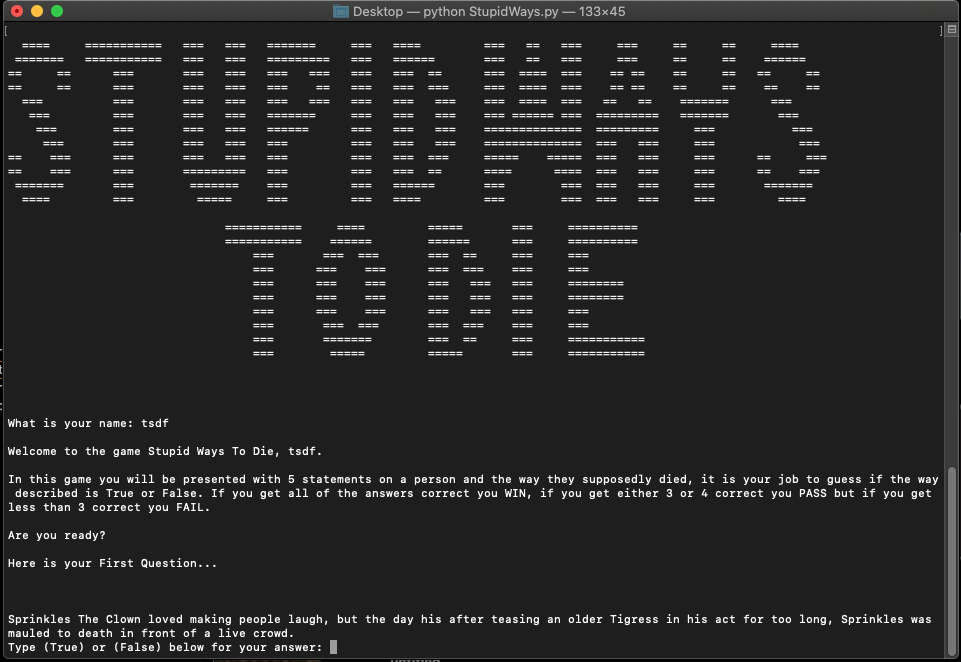 Desktop — python StupidWays.py — 133×45
STUPID WAYS
TO DIE
What is your name: tsdf
Welcome to the game Stupid Ways To Die, tsdf.
In this game you will be presented with 5 statements on a person and the way they supposedly died, it is your job to guess if the way
described is True or False. If you get all of the answers correct you WIN, if you get either 3 or 4 correct you PASS but if you get
less than 3 correct you FAIL.
Are you ready?
Here is your First Question...
Sprinkles The Clown loved making people laugh, but the day his after teasing an older Tigress in his act for too long, Sprinkles was
mauled to death in front of a live crowd.
Type (True) or (False) below for your answer: